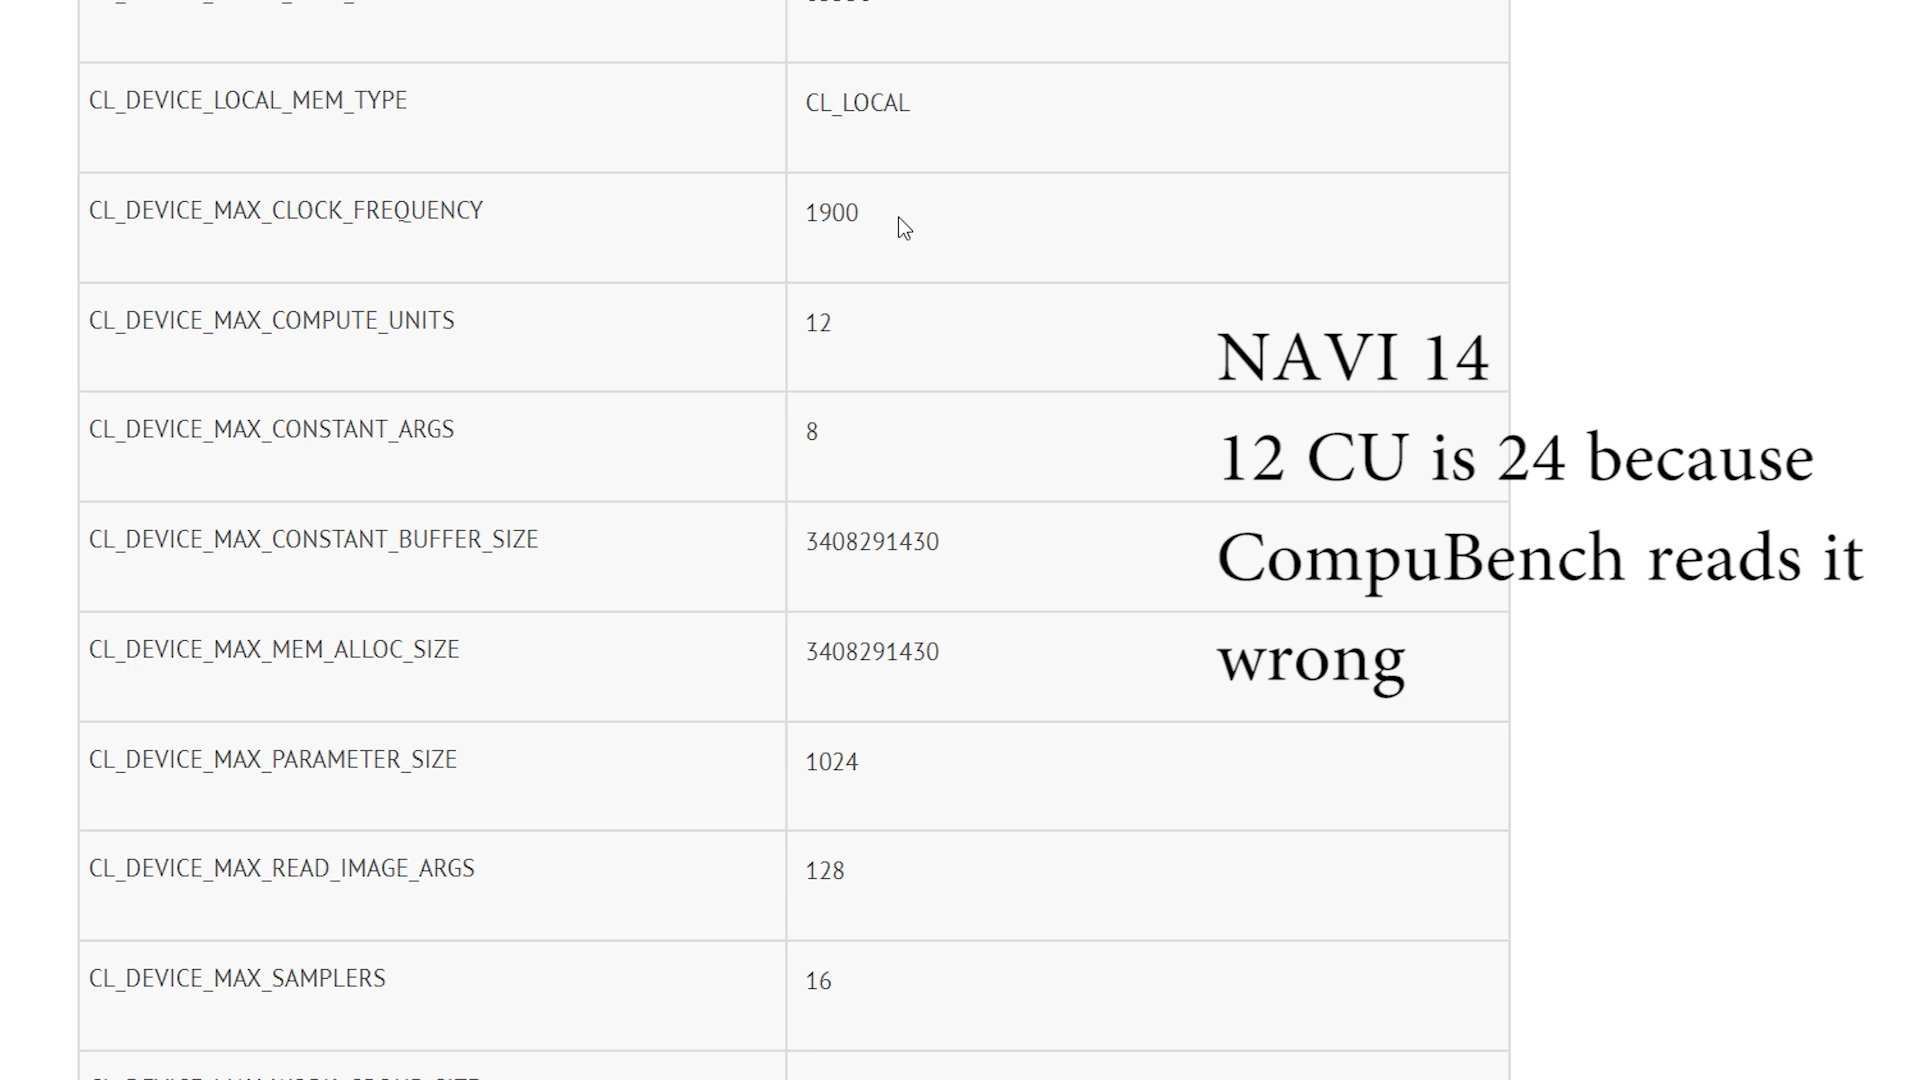 CL_DEVICE_LOCAL_MEM_TYPE CL_LOCAL
CL_DEVICE_MAX_CLOCK_FREQUENCY 1900
CL_DEVICE_MAX_COMPUTE_UNITS 12
NAVI 14
CL_DEVICE_MAX_CONSTANT_ARGS 8
12 CU is 24 because
CL_DEVICE_MAX_CONSTANT_BUFFER_SIZE 3408291430
CompuBench reads it
CL_DEVICE_MAX_MEM_ALLOC_SIZE 3408291430
wrong
CL_DEVICE_MAX_PARAMETER_SIZE 1024
CL_DEVICE_MAX_READ_IMAGE_ARGS 128
CL_DEVICE_MAX_SAMPLERS 16